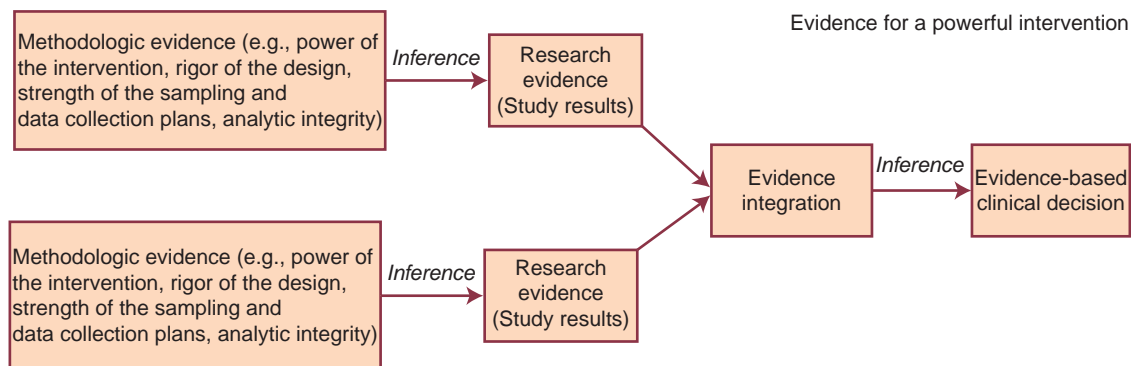 Evidence for a powerful intervention
Methodologic evidence (e.g., power of
the intervention, rigor of the design,
strength of the sampling and
data collection plans, analytic integrity)
Inference
Research
evidence
(Study results)
Methodologic evidence (e.g., power of
the intervention, rigor of the design,
strength of the sampling and
data collection plans, analytic integrity)
Inference
Research
evidence
(Study results)
Evidence
integration
Inference
Evidence-based
clinical decision